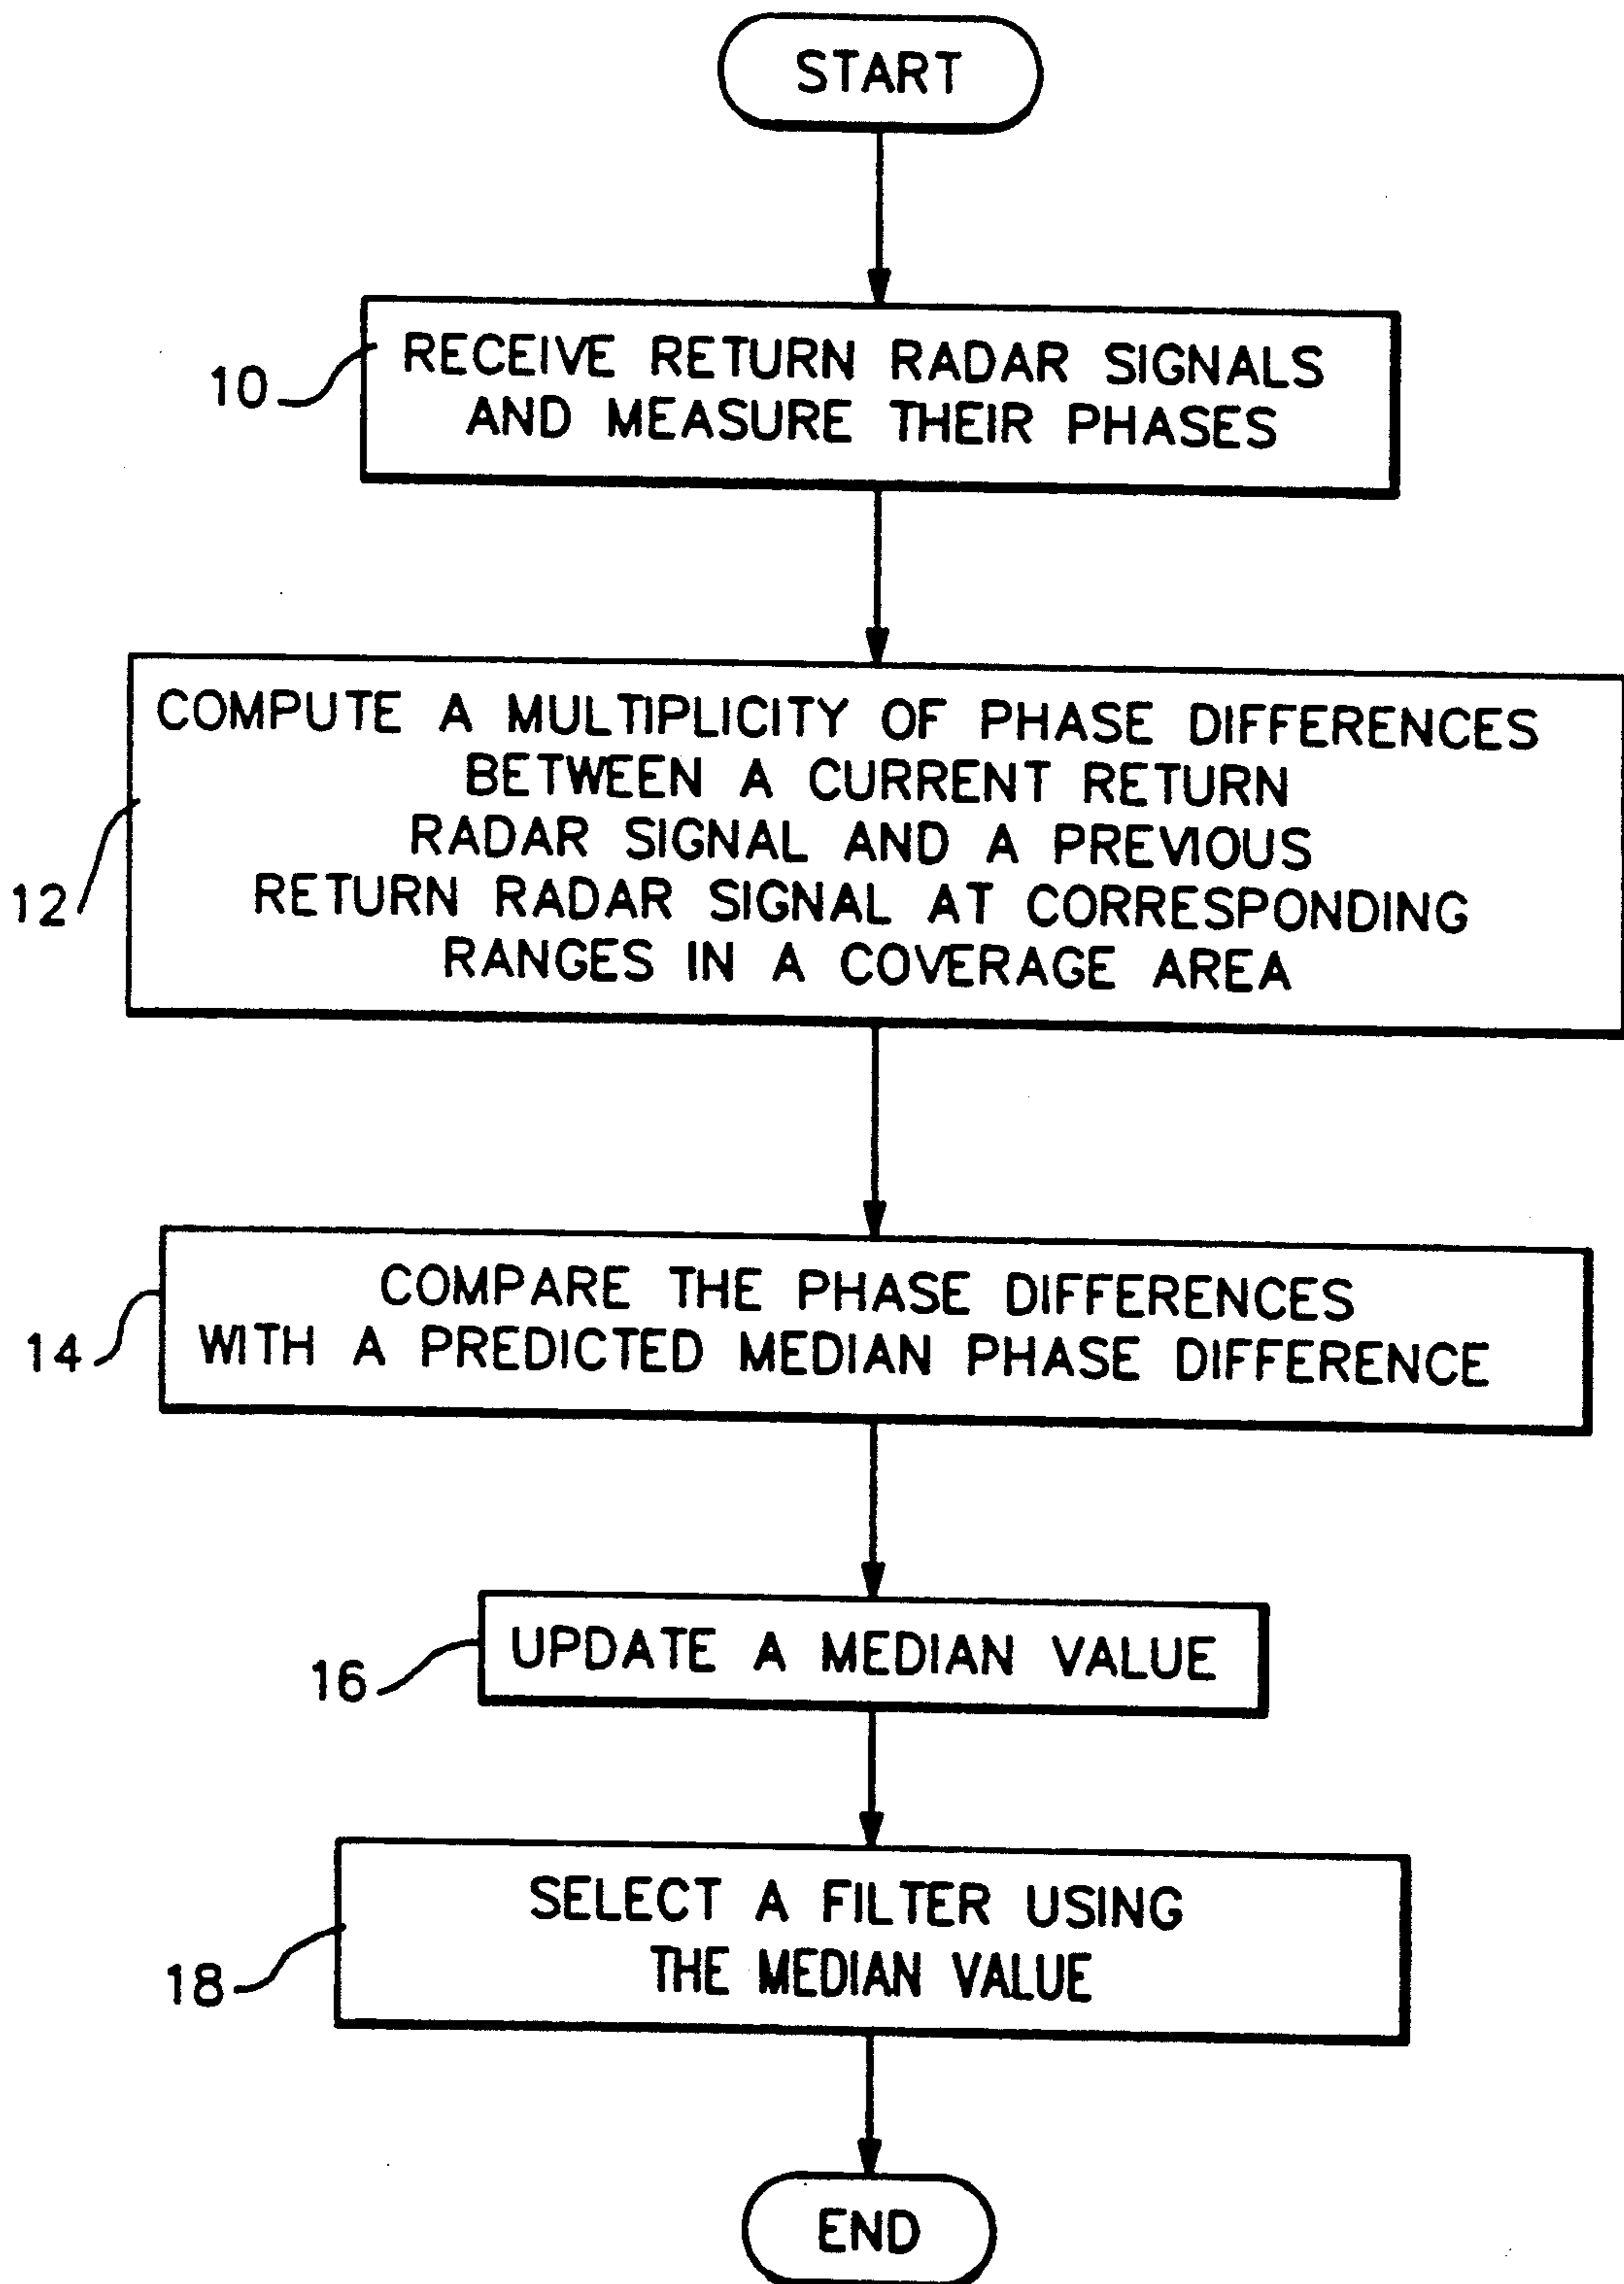 START
10
RECEIVE RETURN RADAR SIGNALS
AND MEASURE THEIR PHASES
12
COMPUTE A MULTIPLICITY OF PHASE DIFFERENCES
BETWEEN A CURRENT RETURN
RADAR SIGNAL AND A PREVIOUS
RETURN RADAR SIGNAL AT CORRESPONDING
RANGES IN A COVERAGE AREA
14
COMPARE THE PHASE DIFFERENCES
WITH A PREDICTED MEDIAN PHASE DIFFERENCE
16
UPDATE A MEDIAN VALUE
18
SELECT A FILTER USING
THE MEDIAN VALUE
END